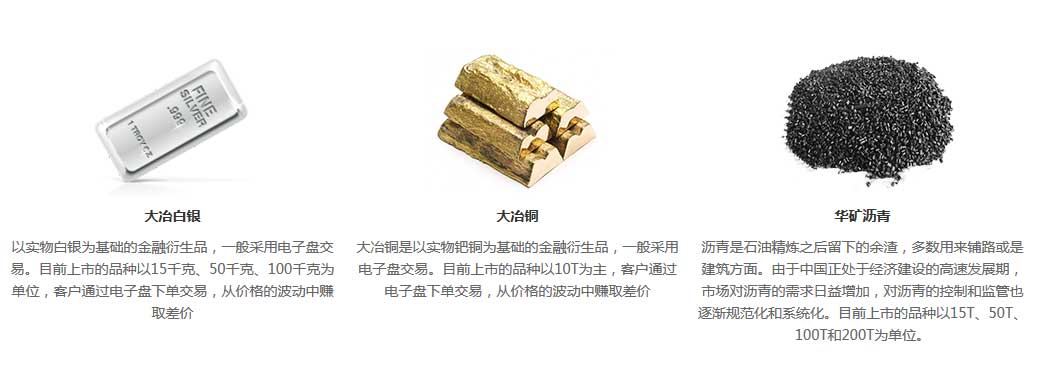 FINE
SILVER
.999
1 TROY OZ.
大冶白银
以实物白银为基础的金融衍生品，一般采用电子盘交
易。目前上市的品种以15千克、50千克、100千克为
单位，客户通过电子盘下单交易，从价格的波动中赚
取差价
大冶铜
大冶铜是以实物钯铜为基础的金融衍生品，一般采用
电子盘交易。目前上市的品种以10T为主，客户通过
电子盘下单交易，从价格的波动中赚取差价
华矿沥青
沥青是石油精炼之后留下的余渣，多数用来铺路或是
建筑方面。由于中国正处于经济建设的高速发展期，
市场对沥青的需求日益增加，对沥青的控制和监管也
逐渐规范化和系统化。目前上市的品种以15T、50T、
100T和200T为单位。